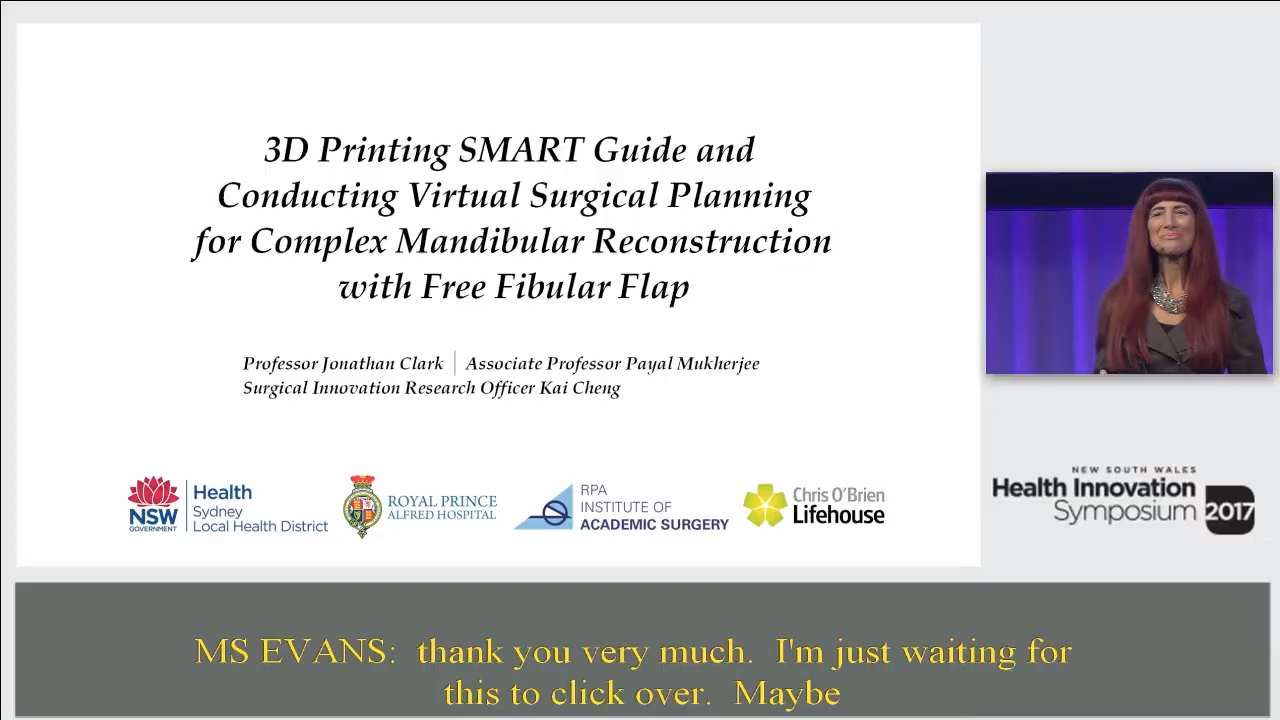 3D Printing SMART Guide and
Conducting Virtual Surgical Planning
for Complex Mandibular Reconstruction
with Free Fibular Flap
Professor Jonathan Clark | Associate Professor Payal Mukherjee
Surgical Innovation Research Officer Kai Cheng
NSW
GOVERNMENT
Health
Sydney
Local Health District
ROYAL PRINCE
ALFRED HOSPITAL
RPA
INSTITUTE OF
ACADEMIC SURGERY
Chris O'Brien
Lifehouse
NEW SOUTH WALES
Health Innovation
Symposium 2017
MS EVANS: thank you very much. I'm just waiting for
this to click over. Maybe